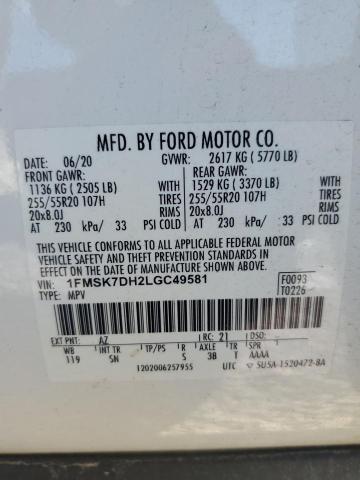 MFD. BY FORD MOTOR CO.
DATE: 06/20 GVWR: 2617 KG ( 5770 LB)
FRONT GAWR: REAR GAWR:
1136 KG ( 2505 LB) WITH 1529 KG ( 3370 LB) WITH
255/55R20 107H TIRES 255/55R20 107H TIRES
20x8.0J RIMS 20x8.0J RIMS
AT 230 kPa/ 33 PSI COLD AT 230 kPa/ 33 PSI COLD
THIS VEHICLE CONFORMS TO ALL APPLICABLE FEDERAL MOTOR
VEHICLE SAFETY, BUMPER, AND THEFT PREVENTION STANDARDS
IN EFFECT ON THE DATE OF MANUFACTURE SHOWN ABOVE.
VIN: 1FMSK7DH2LGC49581 F0093
TYPE: MPV T0226
EXT PNT: AZ RC: 21 DSO:
WB INT TR TP/PS R AXLE TR SPR
119 SN S 3B T AAAA
1202006257955 UTC 5U5A-1520472-BA